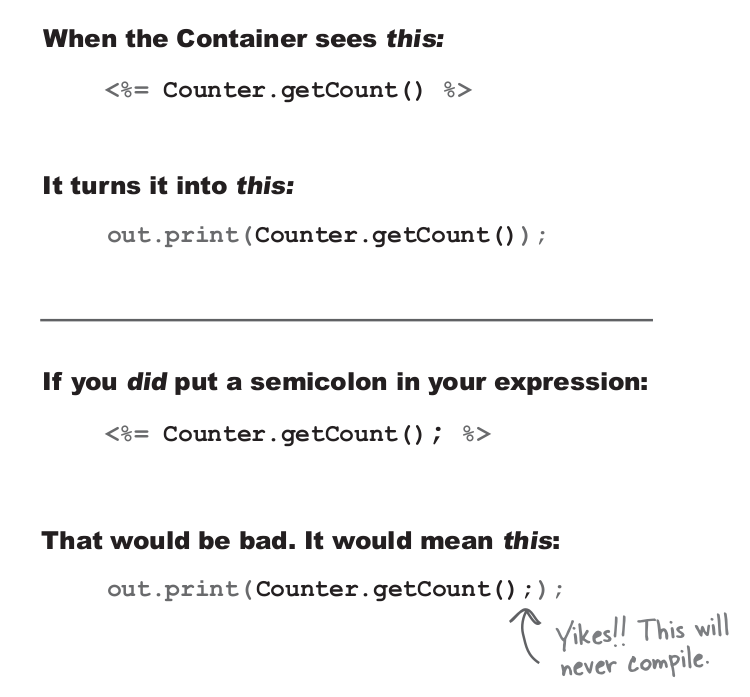 When the Container sees this:
<%= Counter.getCount() %>
It turns it into this:
out.print(Counter.getCount());
If you did put a semicolon in your expression:
<%= Counter.getCount(); %>
That would be bad. It would mean this:
out.print(Counter.getCount(););
Yikes!! This will
never compile.